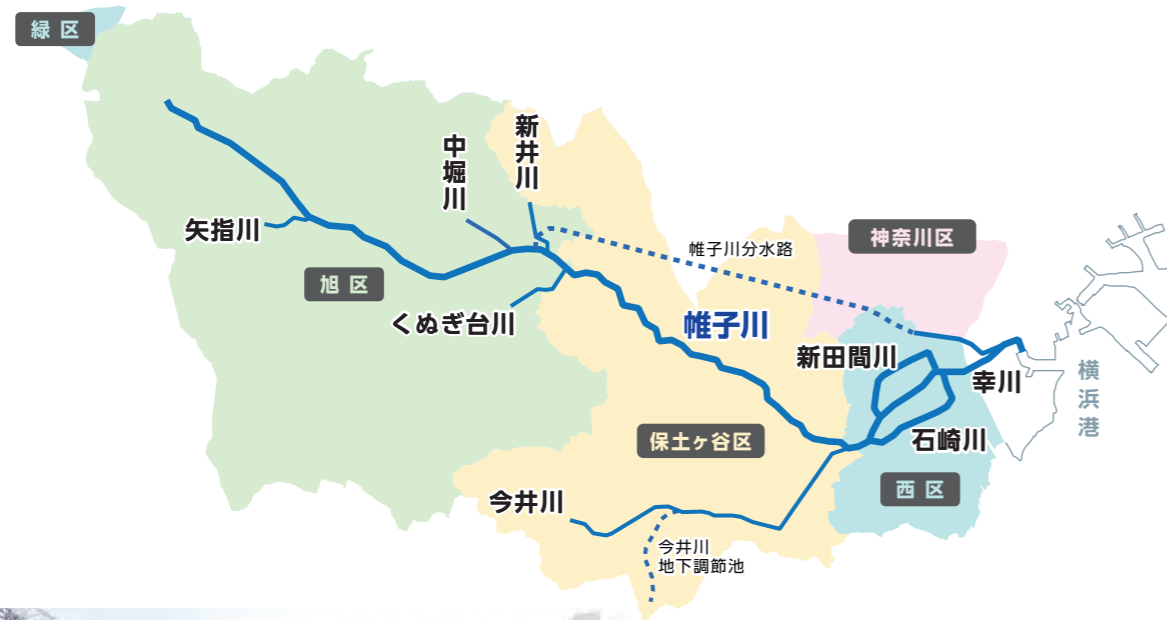 緑 区
新井川
中堀川
矢指川
神奈川区
帷子川分水路
旭 区
くぬぎ台川
帷子川
新田間川
幸川
横浜港
保土ヶ谷区
石崎川
西 区
今井川
今井川
地下調節池